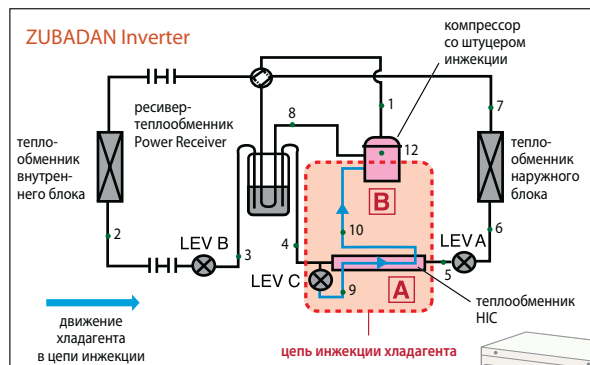 ZUBADAN Inverter
компрессор
со штуцером
инжекции
ресивер-
теплообменник
Power Receiver
8
1
7
12
тепло-
обменник
внутрен-
него блока
тепло-
обменник
наружного
блока
B
2
10
6
LEV B
3
4
LEV A
5
LEV C
9
A
теплообменник
HIC
движение
хладагента
в цепи инжекции
цепь инжекции хладагента